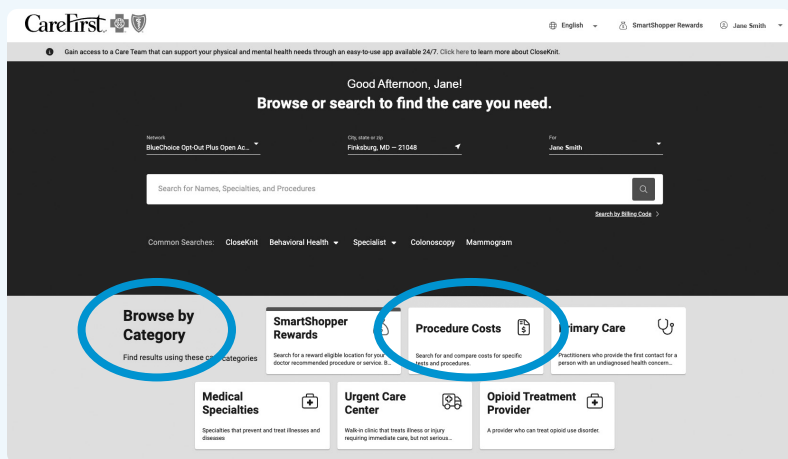 CareFirst
English
SmartShopper Rewards
Jane Smith
Gain access to a Care Team that can support your physical and mental health needs through an easy-to-use app available 24/7. Click here to learn more about CloseKnit.
Good Afternoon, Jane!
Browse or search to find the care you need.
Network
BlueChoice Opt-Out Plus Open Ac...
City, state or zip
Finksburg, MD — 21048
For
Jane Smith
Search for Names, Specialties, and Procedures
Search by Billing Code
Common Searches: CloseKnit Behavioral Health Specialist Colonoscopy Mammogram
Browse by
Category
Find results using these care categories
SmartShopper
Rewards
Search for a reward eligible location for your
doctor recommended procedure or service. B...
Procedure Costs
Search for and compare costs for specific
tests and procedures.
Primary Care
Practitioners who provide the first contact for a
person with an undiagnosed health concern...
Medical
Specialties
Specialties that prevent and treat illnesses and
diseases
Urgent Care
Center
Walk-in clinic that treats illness or injury
requiring immediate care, but not serious...
Opioid Treatment
Provider
A provider who can treat opioid use disorder.